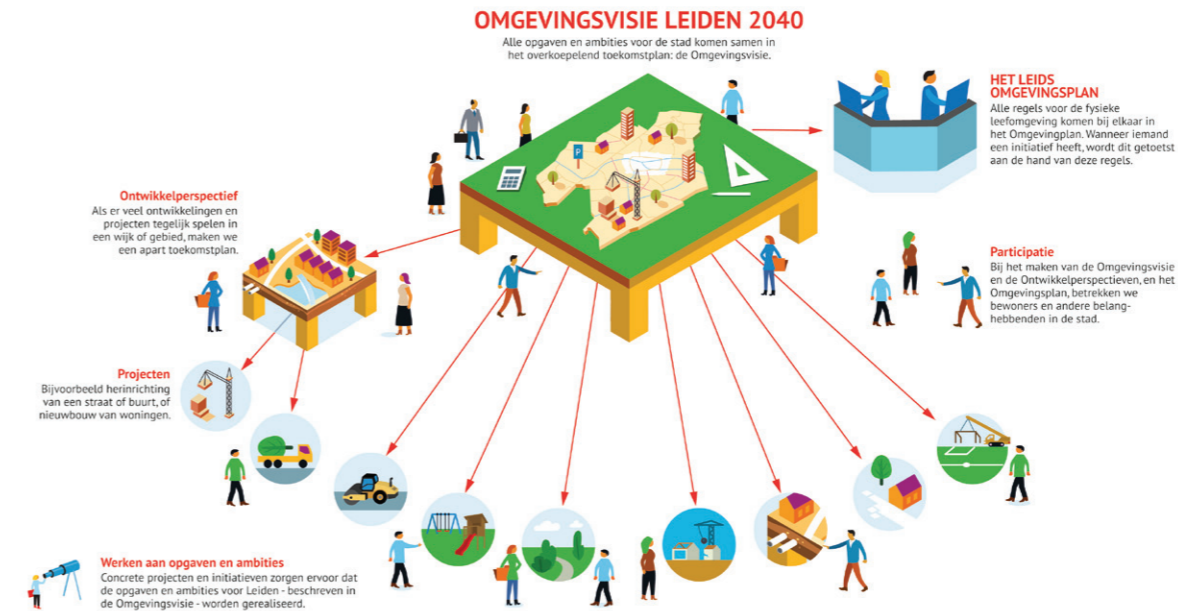 OMGEVINGSVISIE LEIDEN 2040
Alle opgaven en ambities voor de stad komen samen in
het overkoepelend toekomstplan: de Omgevingsvisie.
HET LEIDS
OMGEVINGSPLAN
Alle regels voor de fysieke
leefomgeving komen bij elkaar in
het Omgevingplan. Wanneer iemand
een initiatief heeft, wordt dit getoetst
aan de hand van deze regels.
P
Ontwikkelperspectief
Als er veel ontwikkelingen en
projecten tegelijk spelen in
een wijk of gebied, maken we
een apart toekomstplan.
Participatie
Bij het maken van de Omgevingsvisie
en de Ontwikkelperspectieven, en het
Omgevingsplan, betrekken we
bewoners en andere belang-
hebbenden in de stad.
Projecten
Bijvoorbeeld herinrichting
van een straat of buurt, of
nieuwbouw van woningen.
Werken aan opgaven en ambities
Concrete projecten en initiatieven zorgen ervoor dat
de opgaven en ambities voor Leiden - beschreven in
de Omgevingsvisie - worden gerealiseerd.